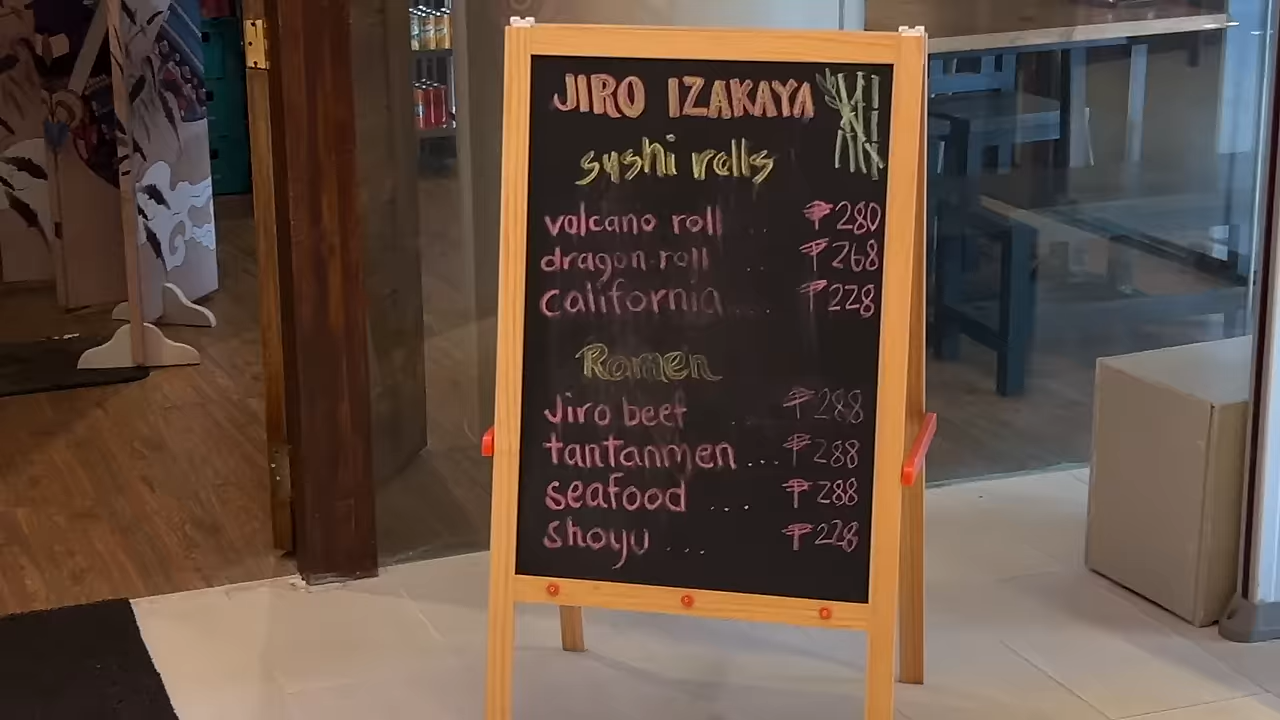 JIRO IZAKAYA
sushi rolls
volcano roll .. ₱280
dragon roll ... ₱268
california .... ₱228
Ramen
Jiro beef ... ₱288
tantanmen ... ₱288
seafood .... ₱288
shoyu .... ₱228